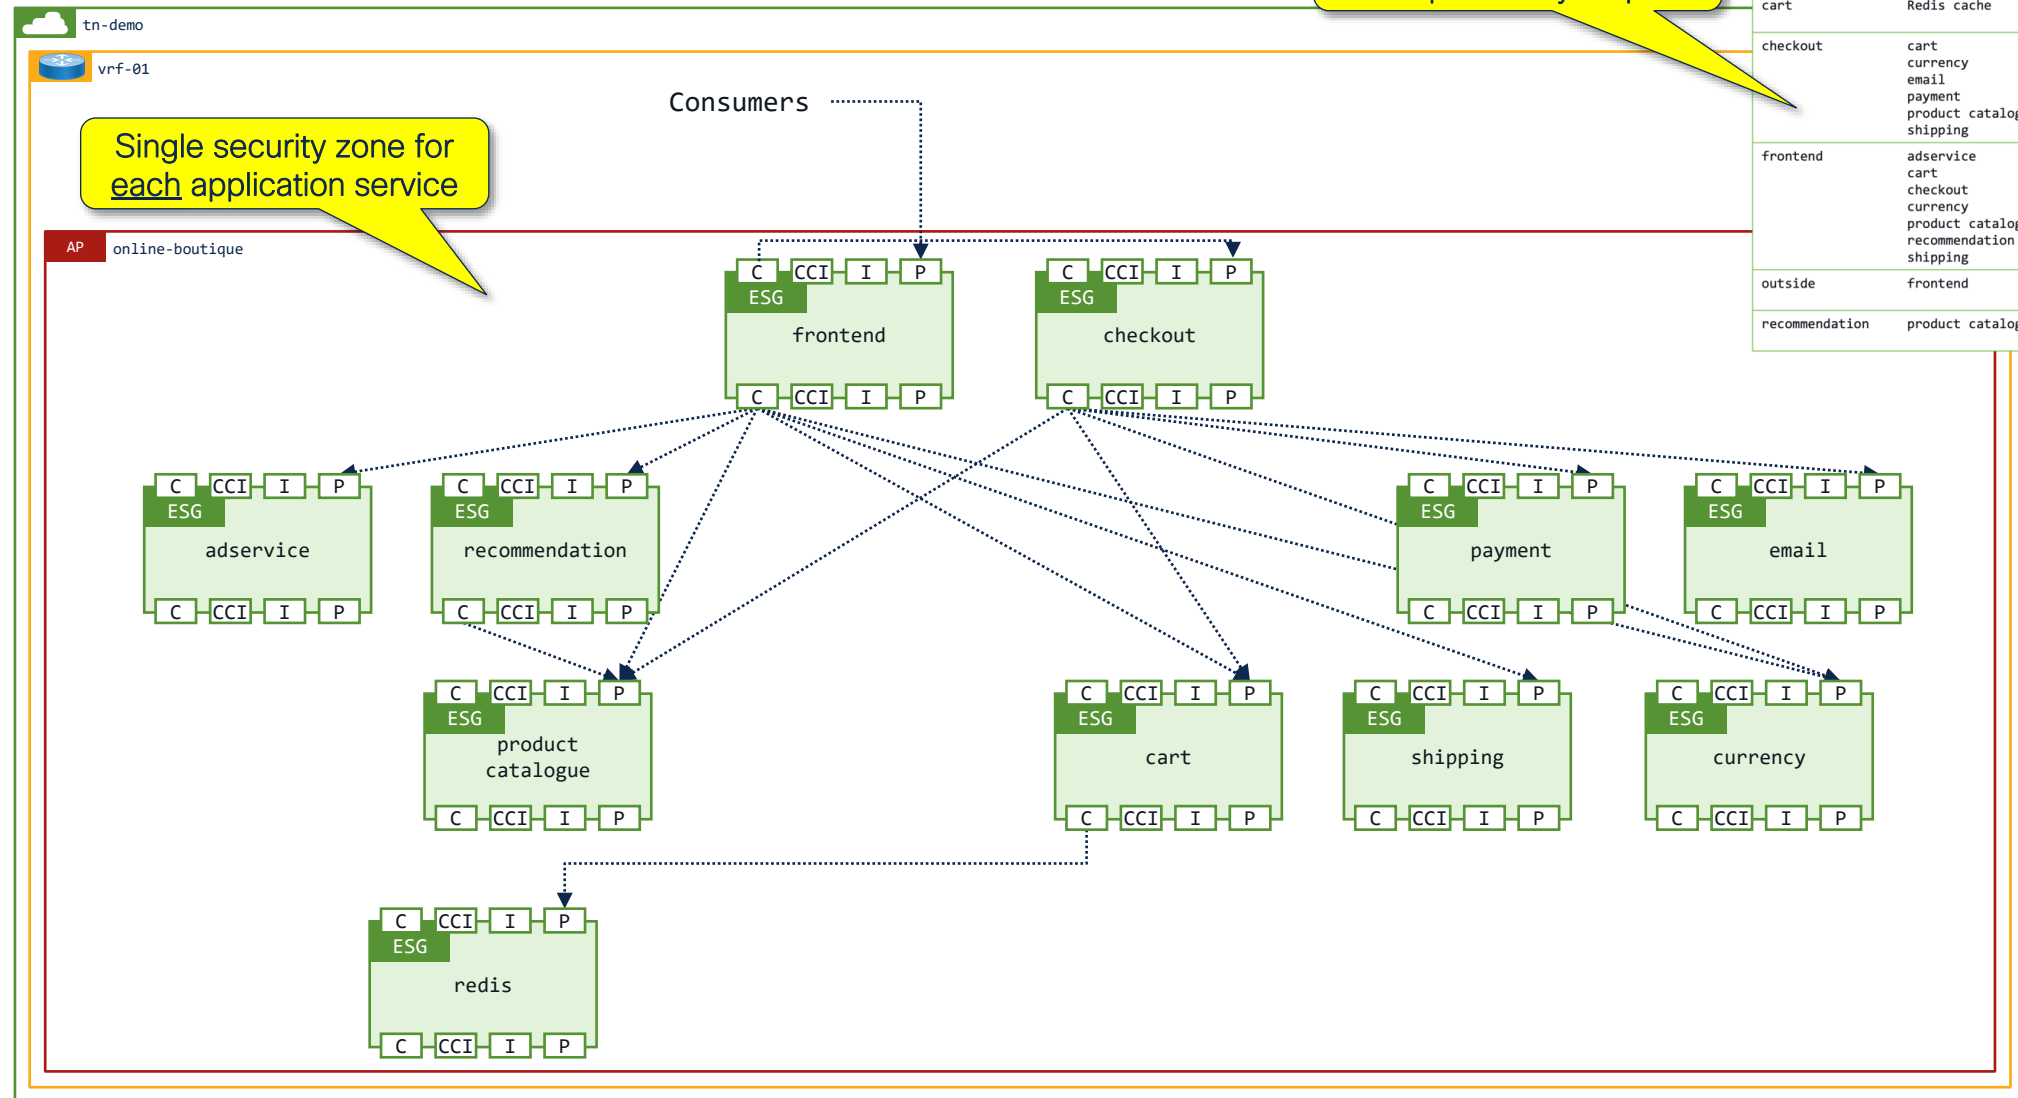 tn-demo
cart Redis cache
vrf-01
checkout cart
currency
email
payment
shipping
Consumers
Single security zone for
each application service
frontend adservice
cart
checkout
currency
recommendation
shipping
outside frontend
recommendation product
AP online-boutique
C CCI I P
ESG
frontend
C CCI I P
C CCI I P
ESG
checkout
C CCI I P
C CCI I P
ESG
adservice
C CCI I P
C CCI I P
ESG
recommendation
C CCI I P
C CCI I P
ESG
payment
C CCI I P
C CCI I P
ESG
email
C CCI I P
C CCI I P
ESG
product
catalogue
C CCI I P
C CCI I P
ESG
cart
C CCI I P
C CCI I P
ESG
shipping
C CCI I P
C CCI I P
ESG
currency
C CCI I P
C CCI I P
ESG
redis
C CCI I P